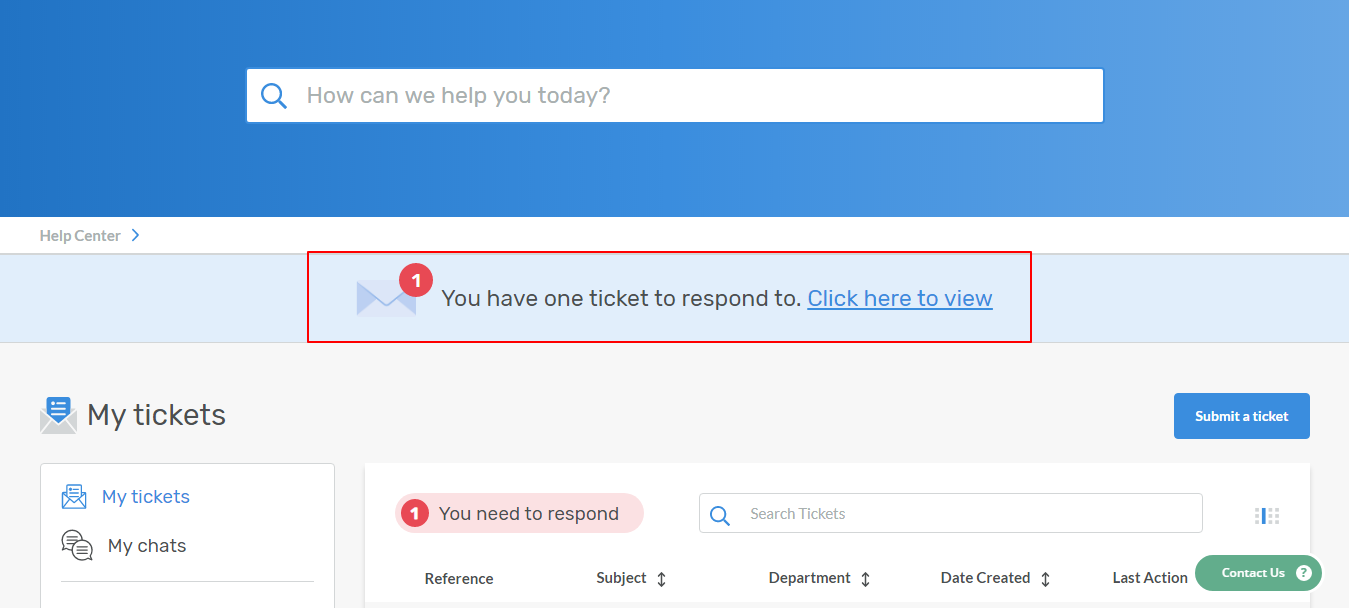 How can we help you today?
Help Center
1
You have one ticket to respond to. Click here to view
My tickets
Submit a ticket
My tickets
My chats
1 You need to respond
Search Tickets
Reference Subject Department Date Created Last Action
Contact Us ?